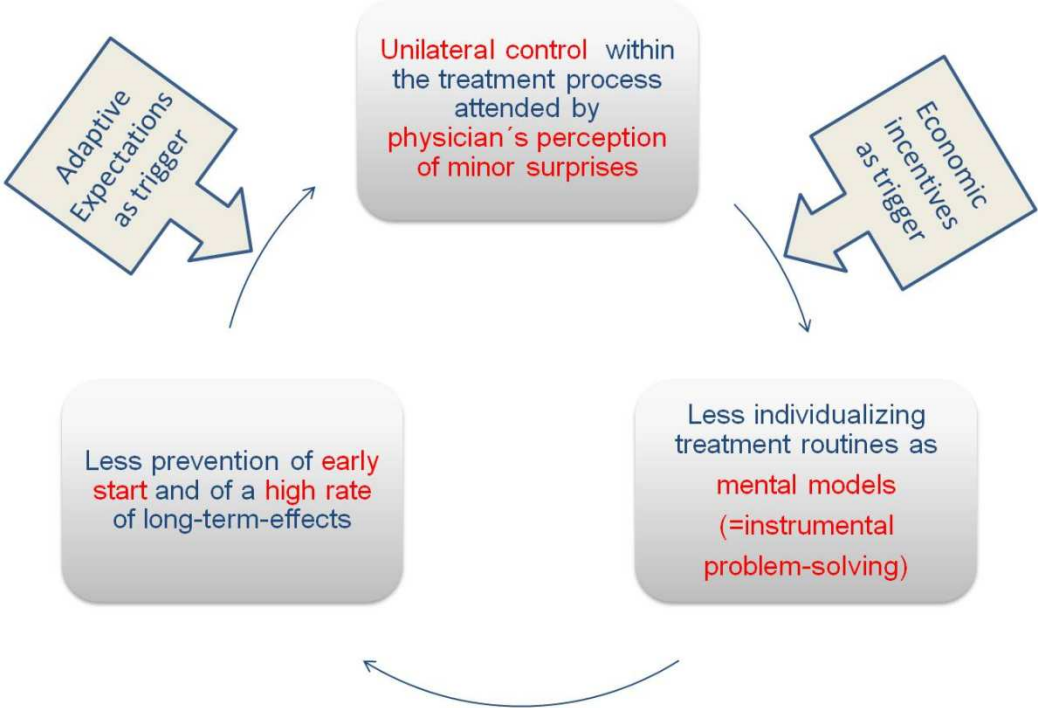 Adaptive
Expectations
as trigger
Unilateral control within
the treatment process
attended by
physician´s perception
of minor surprises
Economic
incentives
as trigger
Less prevention of early
start and of a high rate
of long-term-effects
Less individualizing
treatment routines as
mental models
(=instrumental
problem-solving)